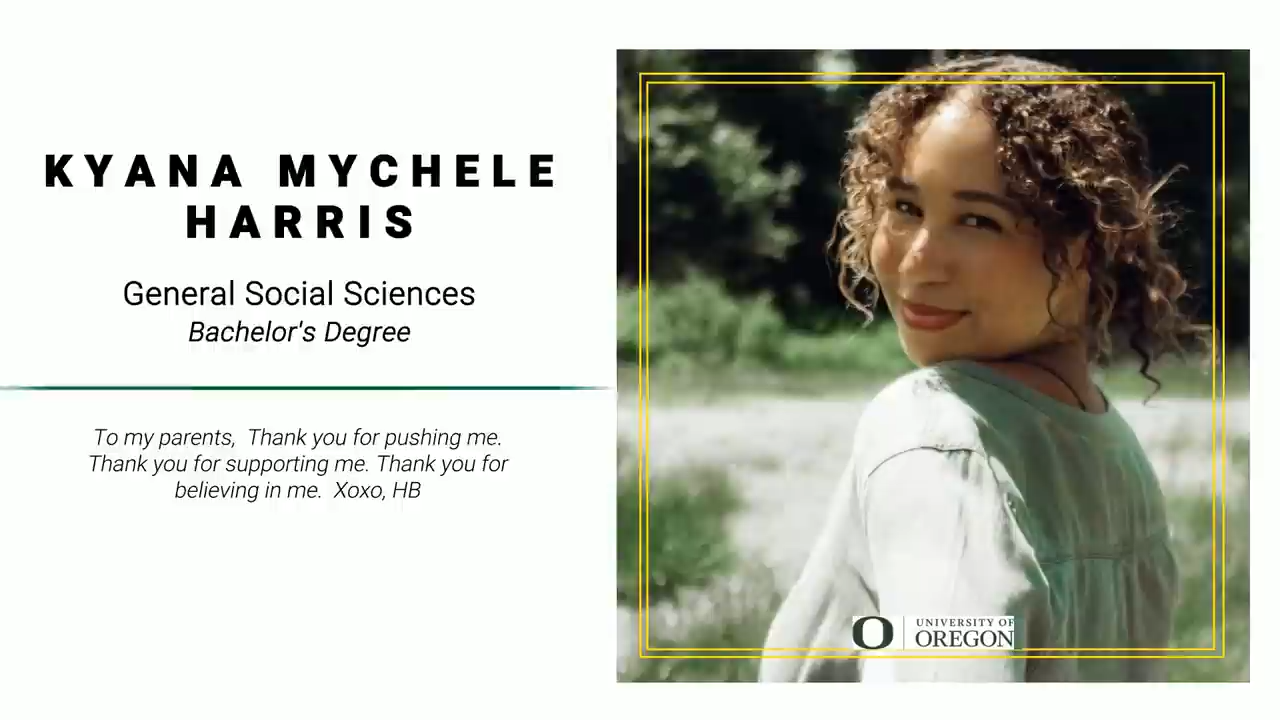 KYANA MYCHELE
HARRIS
General Social Sciences
Bachelor's Degree
To my parents,  Thank you for pushing me.
Thank you for supporting me. Thank you for
believing in me.  Xoxo, HB
O
UNIVERSITY OF
OREGON